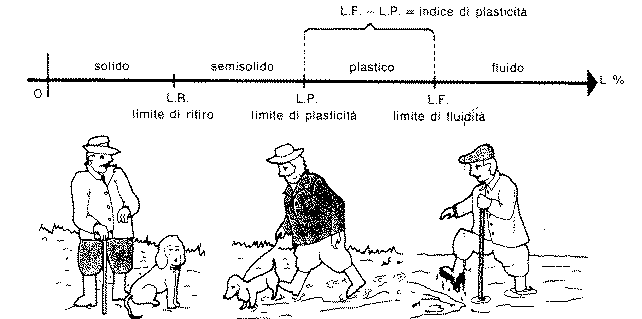 L.F. – L.P. = indice di plasticità
solido semisolido plastico fluido
O L %
L.R. L.P. L.F.
limite di ritiro limite di plasticità limite di fluidità